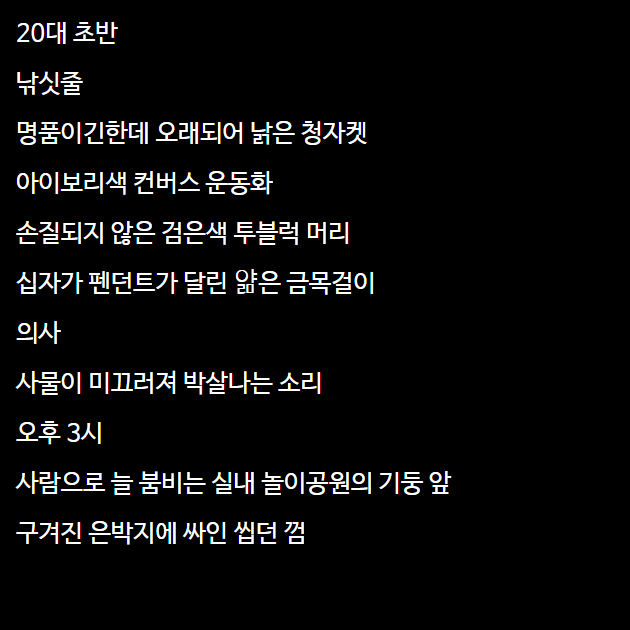 20대 초반
낚싯줄
명품이긴한데 오래되어 낡은 청자켓
아이보리색 컨버스 운동화
손질되지 않은 검은색 투블럭 머리
십자가 펜던트가 달린 얇은 금목걸이
의사
사물이 미끄러져 박살나는 소리
오후 3시
사람으로 늘 붐비는 실내 놀이공원의 기둥 앞
구겨진 은박지에 싸인 씹던 껌